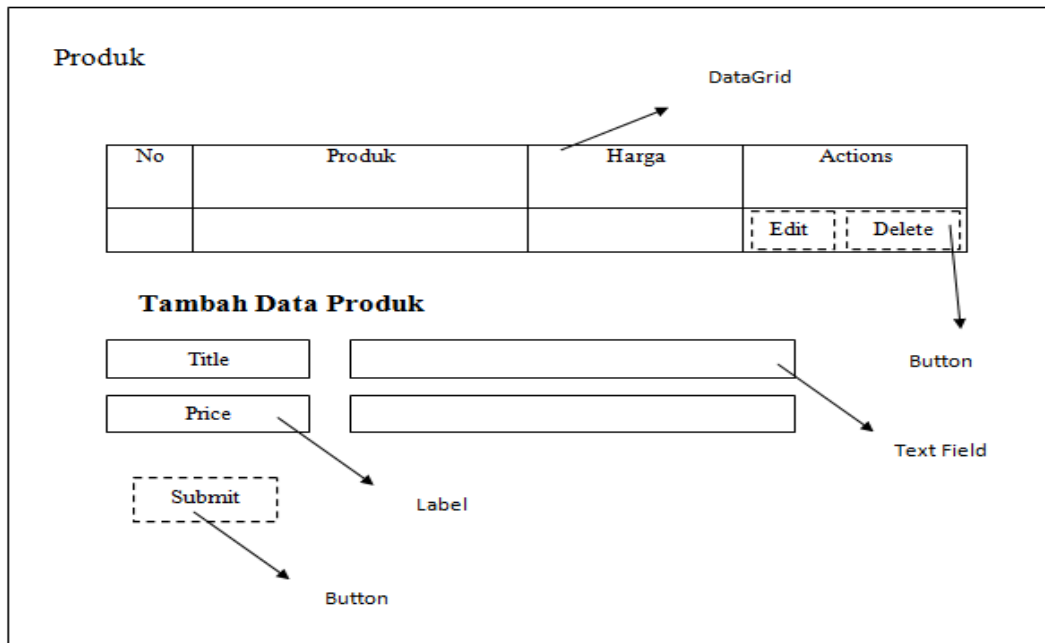 Produk
DataGrid
No Produk Harga Actions
Edit Delete
Tambah Data Produk
Title
Button
Price
Text Field
Submit
Label
Button